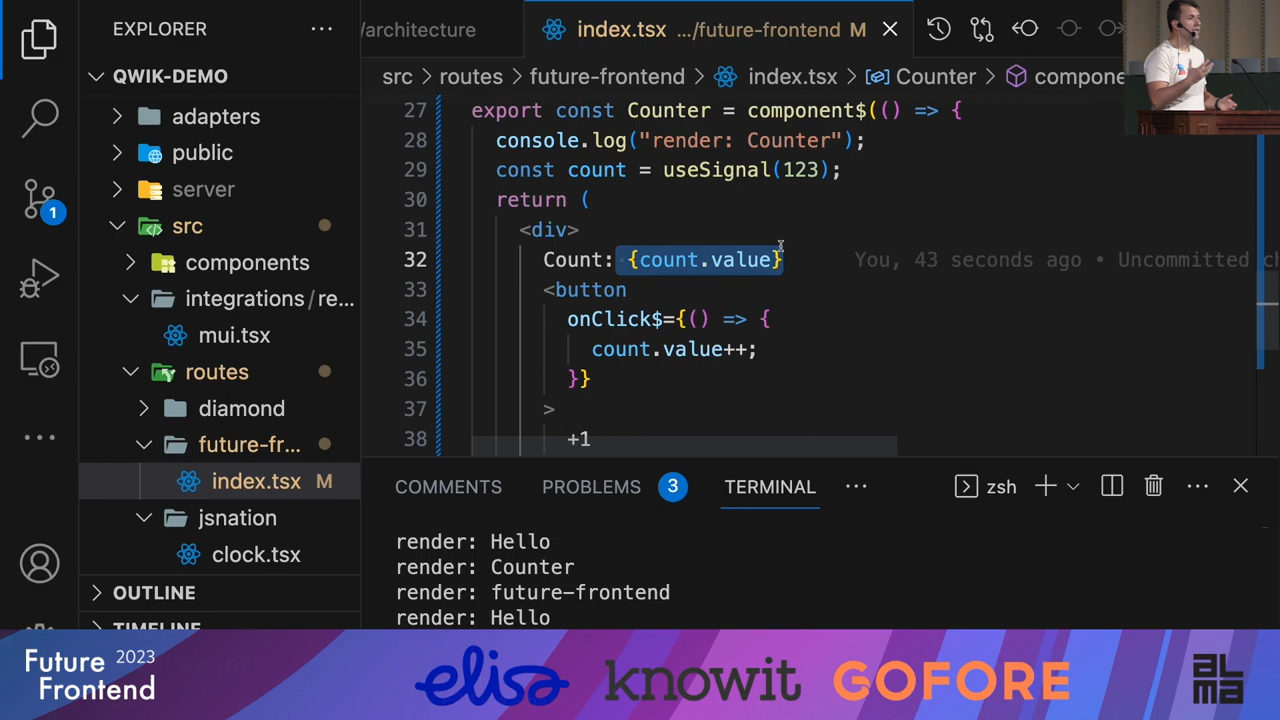 EXPLORER
/architecture
index.tsx .../future-frontend M
QWIK-DEMO
src > routes > future-frontend > index.tsx > Counter > compone
adapters
public
server
src
components
integrations / re...
mui.tsx
routes
diamond
future-fr...
index.tsx M
jsnation
clock.tsx
OUTLINE
TIMELINE
1
27 export const Counter = component$(() => {
28 console.log("render: Counter");
29 const count = useSignal(123);
30 return (
31 <div>
32 Count: {count.value} You, 43 seconds ago • Uncommitted ch
33 <button
34 onClick$={() => {
35 count.value++;
36 }}
37 >
38 +1
COMMENTS PROBLEMS 3 TERMINAL ··· zsh
render: Hello
render: Counter
render: future-frontend
render: Hello
Future 2023
Frontend
elisa knowit GOFORE ALMA